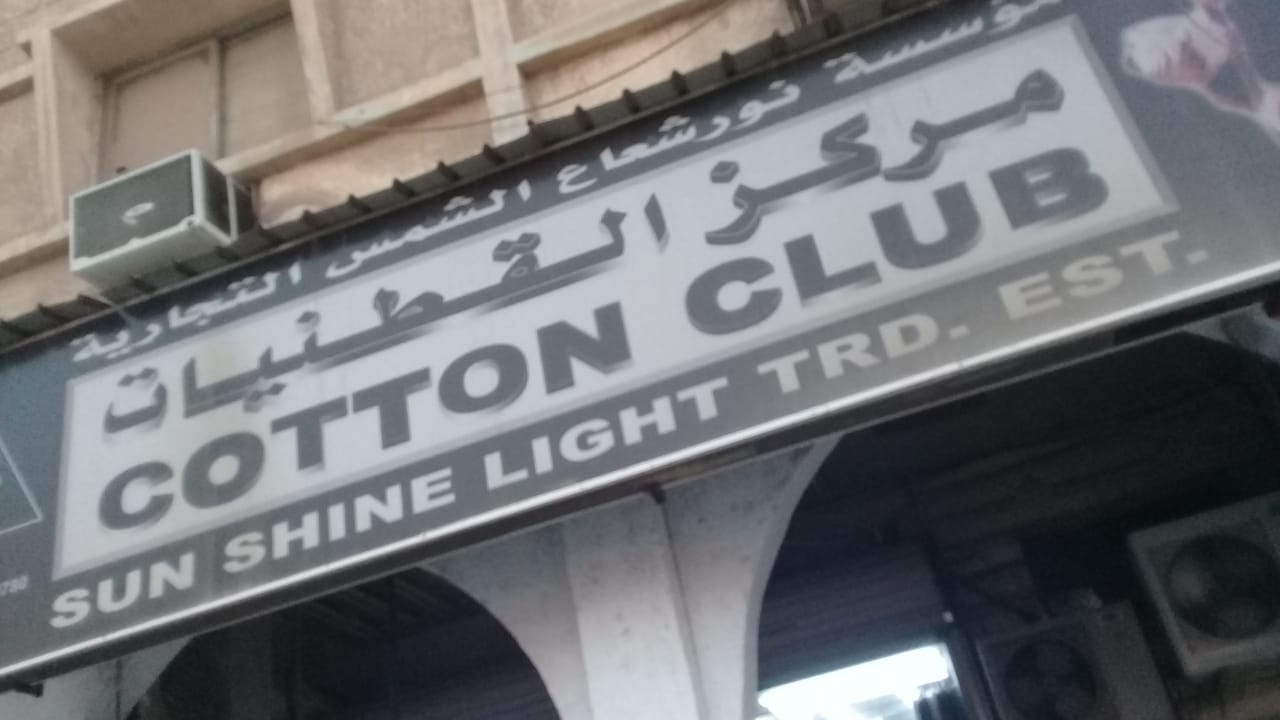 مؤسسة نور شعاع الشمس التجارية
مركز القطنيات
COTTON CLUB
SUN SHINE LIGHT TRD. EST.